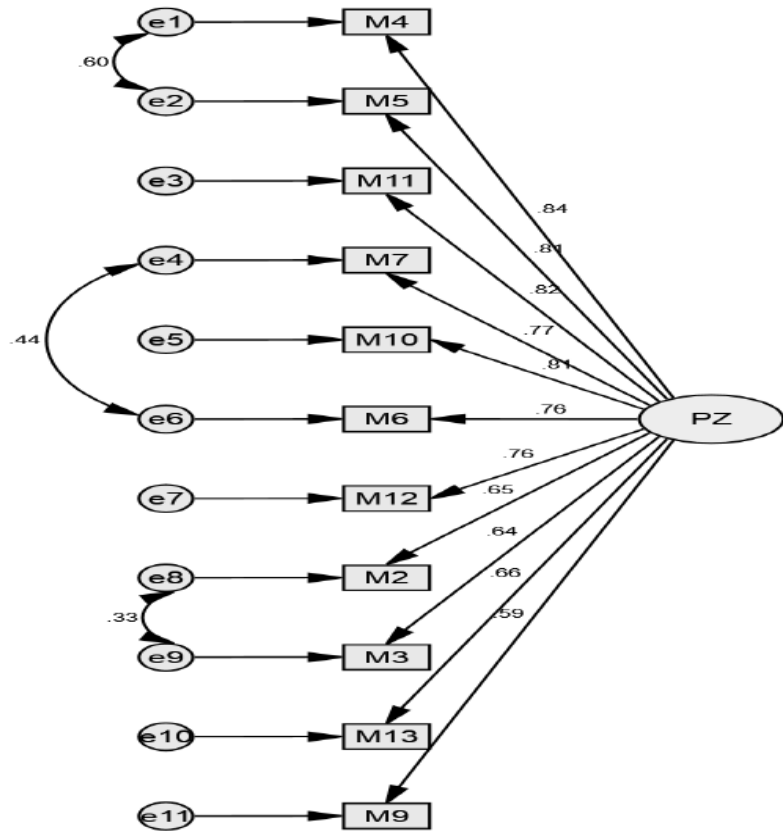 e1 M4
.60
e2 M5
e3 M11
.84
e4 M7
.81
.82
.44
e5 M10
.77
.81
e6 M6
.76
PZ
.76
e7 M12
.65
.64
e8 M2
.66
.33
.59
e9 M3
e10 M13
e11 M9